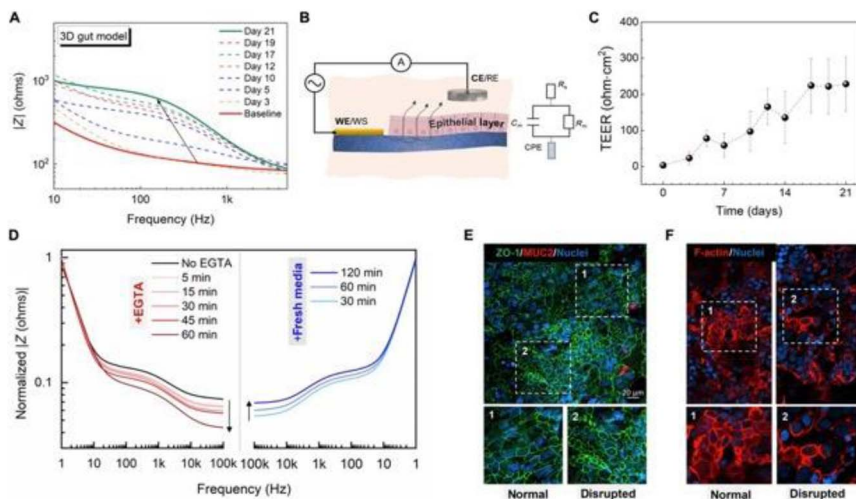 A
3D gut model
Day 21
Day 19
Day 17
Day 12
Day 10
Day 5
Day 3
Baseline
|Z| (ohms)
10³
10²
10 100 1k
Frequency (Hz)
B
A
CE/RE
WE/WS
Epithelial layer
Rₛ
Cₘ
Rₘ
CPE
C
TEER (ohm·cm²)
400
300
200
100
0
0 7 14 21
Time (days)
D
Normalized |Z (ohms)|
1
0.1
+EGTA
No EGTA
5 min
15 min
30 min
45 min
60 min
+Fresh media
120 min
60 min
30 min
1 10 100 1k 10k 100k
100k 10k 1k 100 10 1
Frequency (Hz)
E
ZO-1/MUC2/Nuclei
1
2
20 µm
1
2
Normal Disrupted
F
F-actin/Nuclei
1
2
1
2
Normal Disrupted